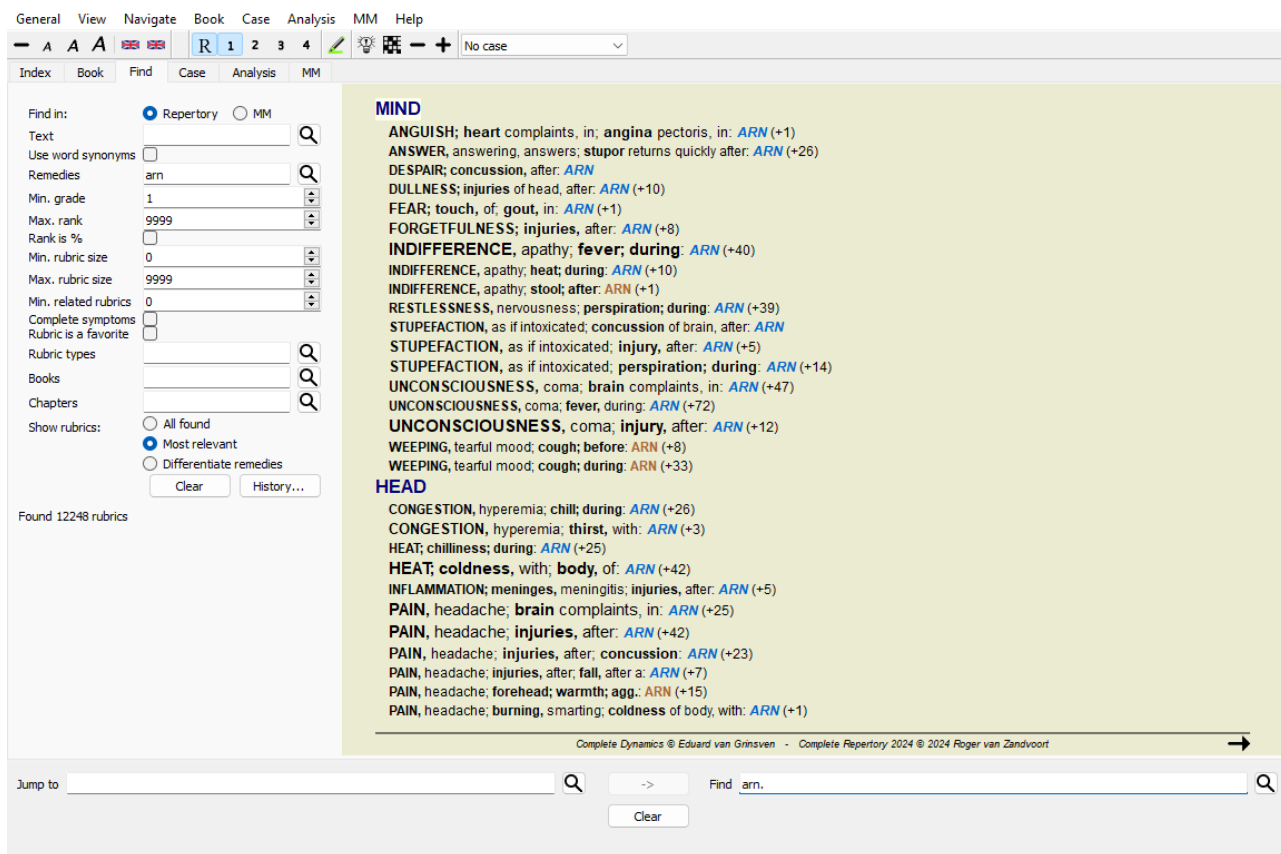 General View Navigate Book Case Analysis MM Help
A A A R 1 2 3 4 No case
Index Book Find Case Analysis MM
Find in: Repertory MM
Text
Use word synonyms
Remedies arn
Min. grade 1
Max. rank 9999
Rank is %
Min. rubric size 0
Max. rubric size 9999
Min. related rubrics 0
Complete symptoms
Rubric is a favorite
Rubric types
Books
Chapters
Show rubrics: All found
Most relevant
Differentiate remedies
Clear History...
Found 12248 rubrics
MIND
ANGUISH; heart complaints, in; angina pectoris, in: ARN (+1)
ANSWER, answering, answers; stupor returns quickly after: ARN (+26)
DESPAIR; concussion, after: ARN
DULLNESS; injuries of head, after: ARN (+10)
FEAR; touch, of; gout, in: ARN (+1)
FORGETFULNESS; injuries, after: ARN (+8)
INDIFFERENCE, apathy; fever; during: ARN (+40)
INDIFFERENCE, apathy; heat; during: ARN (+10)
INDIFFERENCE, apathy; stool; after: ARN (+1)
RESTLESSNESS, nervousness; perspiration; during: ARN (+39)
STUPEFACTION, as if intoxicated; concussion of brain, after: ARN
STUPEFACTION, as if intoxicated; injury, after: ARN (+5)
STUPEFACTION, as if intoxicated; perspiration; during: ARN (+14)
UNCONSCIOUSNESS, coma; brain complaints, in: ARN (+47)
UNCONSCIOUSNESS, coma; fever, during: ARN (+72)
UNCONSCIOUSNESS, coma; injury, after: ARN (+12)
WEEPING, tearful mood; cough; before: ARN (+8)
WEEPING, tearful mood; cough; during: ARN (+33)
HEAD
CONGESTION, hyperemia; chill; during: ARN (+26)
CONGESTION, hyperemia; thirst, with: ARN (+3)
HEAT; chilliness; during: ARN (+25)
HEAT; coldness, with; body, of: ARN (+42)
INFLAMMATION; meninges, meningitis; injuries, after: ARN (+5)
PAIN, headache; brain complaints, in: ARN (+25)
PAIN, headache; injuries, after: ARN (+42)
PAIN, headache; injuries, after; concussion: ARN (+23)
PAIN, headache; injuries, after; fall, after a: ARN (+7)
PAIN, headache; forehead; warmth; agg.: ARN (+15)
PAIN, headache; burning, smarting; coldness of body, with: ARN (+1)
Complete Dynamics © Eduard van Grinsven - Complete Repertory 2024 © 2024 Roger van Zandvoort
Jump to -> Find arn.
Clear